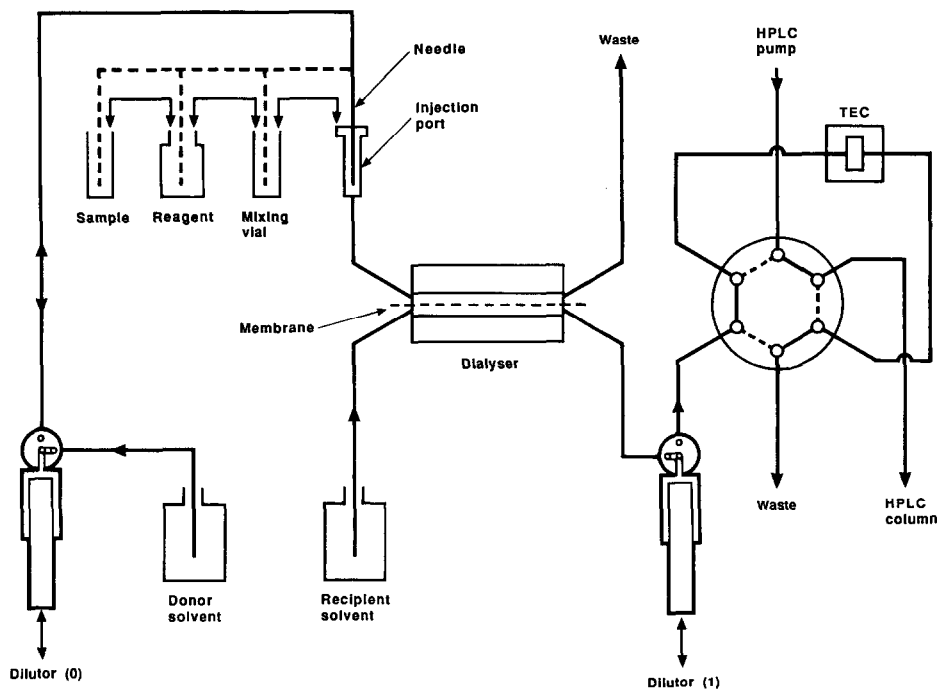 Waste
HPLC
pump
Needle
Injection
port
TEC
Sample
Reagent
Mixing
vial
Membrane
Dialyser
Waste
HPLC
column
Donor
solvent
Recipient
solvent
Dilutor (0)
Dilutor (1)